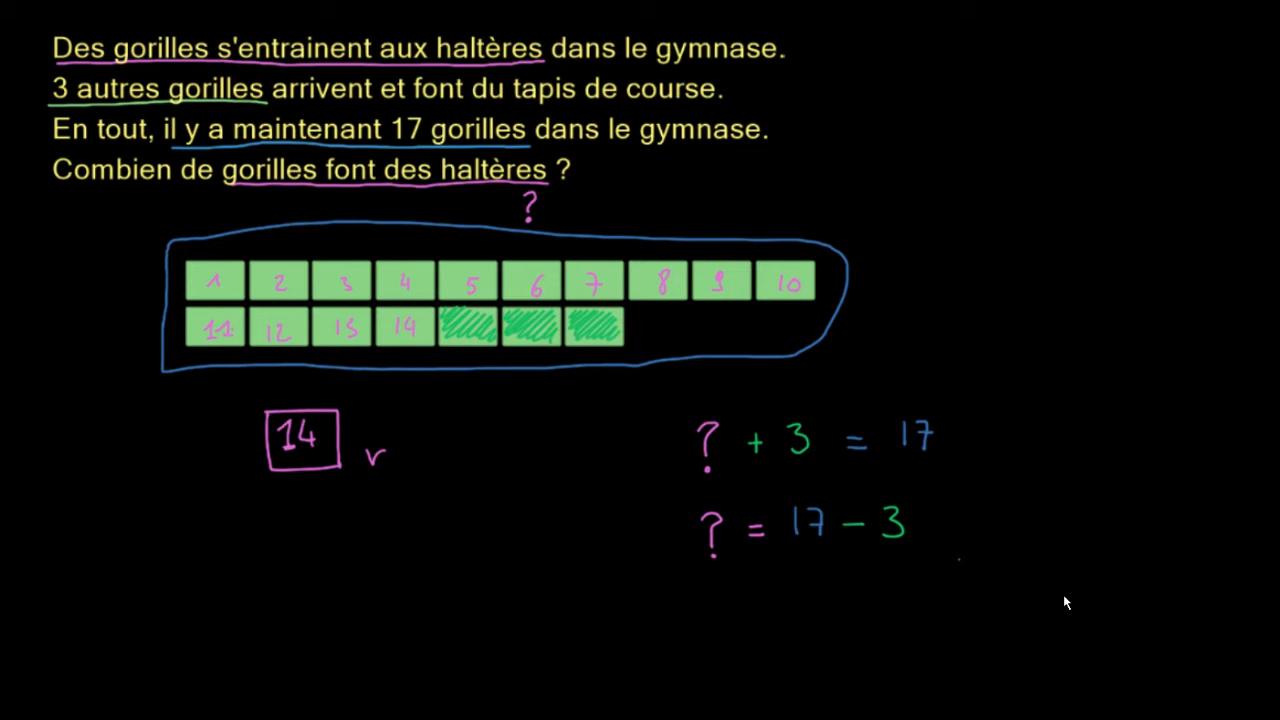 Des gorilles s'entrainent aux haltères dans le gymnase.
3 autres gorilles arrivent et font du tapis de course.
En tout, il y a maintenant 17 gorilles dans le gymnase.
Combien de gorilles font des haltères ?
?
1 2 3 4 5 6 7 8 9 10
11 12 13 14
14 r
? + 3 = 17
? = 17 - 3